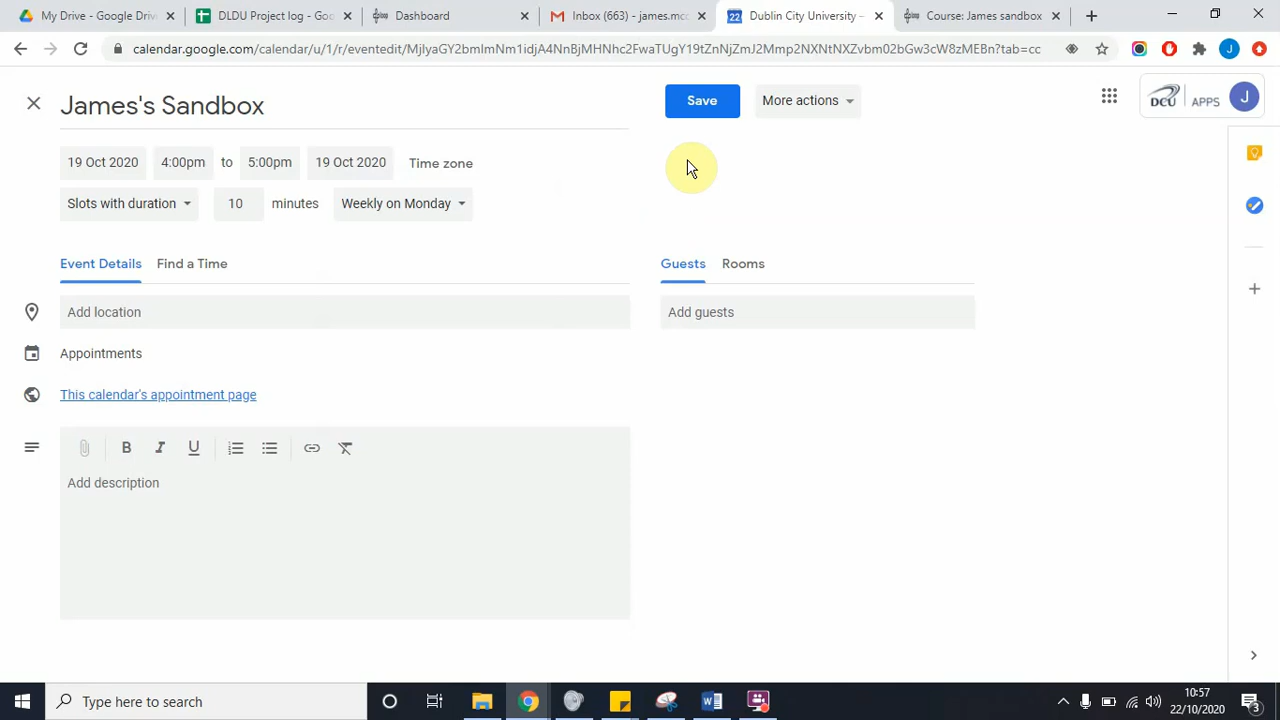 My Drive - Google Driv
DLDU Project log - Goo
Dashboard
Inbox (663) - james.mcc
Dublin City University –
Course: James sandbox
calendar.google.com/calendar/u/1/r/eventedit/MjIyaGY2bmlmNm1idjA4NnBjMHNhc2FwaTUgY19tZnNjZmJ2Mmp2NXNtNXZvbm02bGw3cW8zMEBn?tab=cc
J
James's Sandbox
Save
More actions
DCU APPS J
19 Oct 2020 4:00pm to 5:00pm 19 Oct 2020 Time zone
Slots with duration 10 minutes Weekly on Monday
Event Details Find a Time
Guests Rooms
Add location
Add guests
Appointments
This calendar's appointment page
B I U
Add description
Type here to search
10:57
22/10/2020
3